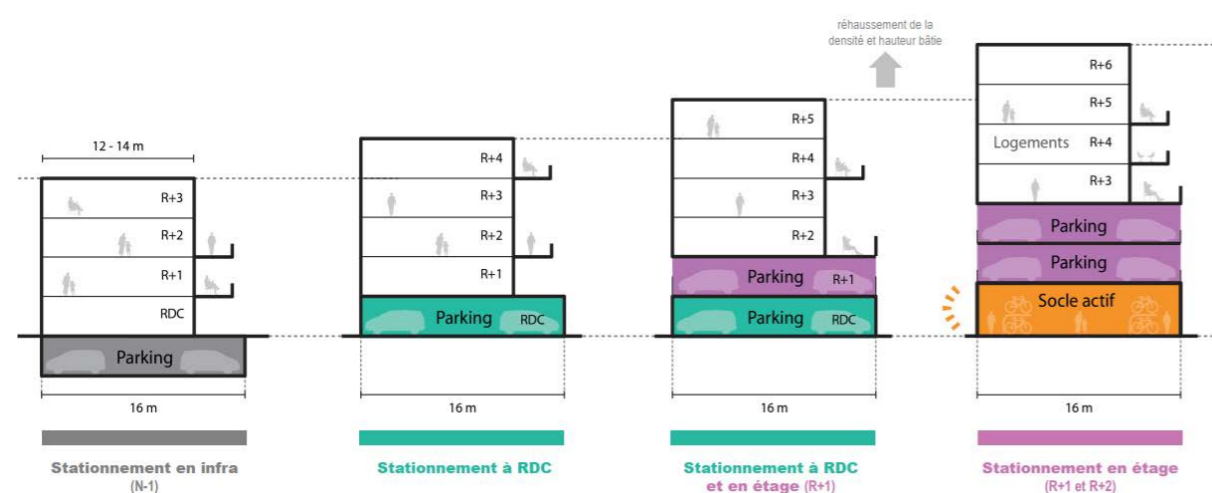 réhaussement de la
densité et hauteur bâtie
12 - 14 m
R+3
R+2
R+1
RDC
Parking
16 m
Stationnement en infra
(N-1)
R+4
R+3
R+2
R+1
Parking RDC
16 m
Stationnement à RDC
R+5
R+4
R+3
R+2
Parking R+1
Parking RDC
16 m
Stationnement à RDC
et en étage (R+1)
R+6
R+5
Logements R+4
R+3
Parking
Parking
Socle actif
16 m
Stationnement en étage
(R+1 et R+2)